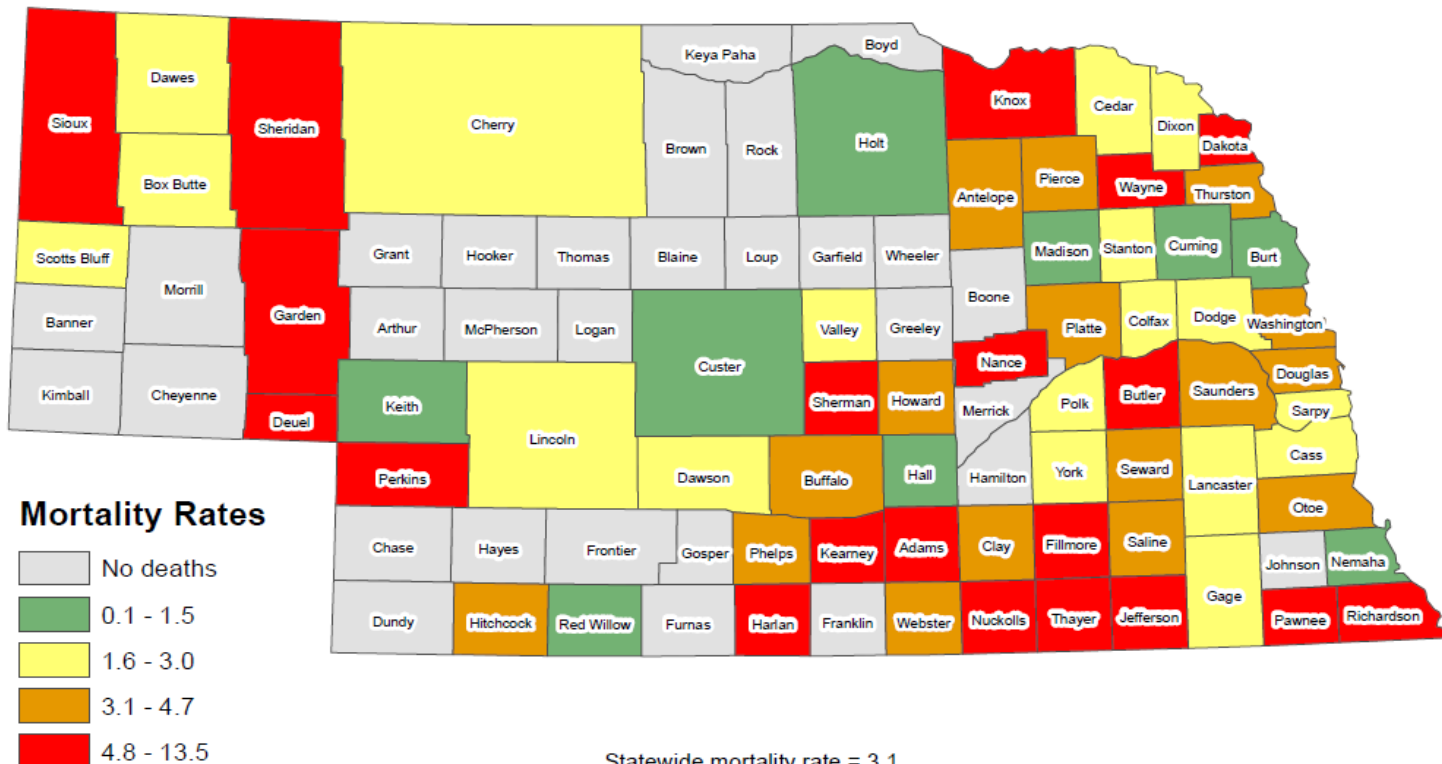 Keya Paha
Boyd
Dawes
Sioux
Sheridan
Cherry
Knox
Cedar
Dixon
Brown
Rock
Holt
Dakota
Box Butte
Antelope
Pierce
Wayne
Thurston
Scotts Bluff
Grant
Hooker
Thomas
Blaine
Loup
Garfield
Wheeler
Madison
Stanton
Cuming
Burt
Morrill
Banner
Garden
Arthur
McPherson
Logan
Valley
Greeley
Boone
Platte
Colfax
Dodge
Washington
Custer
Nance
Douglas
Kimball
Cheyenne
Keith
Sherman
Howard
Merrick
Polk
Butler
Saunders
Sarpy
Deuel
Lincoln
Perkins
Dawson
Buffalo
Hall
Hamilton
York
Seward
Lancaster
Cass
Otoe
Chase
Hayes
Frontier
Gosper
Phelps
Kearney
Adams
Clay
Fillmore
Saline
Johnson
Nemaha
Dundy
Hitchcock
Red Willow
Furnas
Harlan
Franklin
Webster
Nuckolls
Thayer
Jefferson
Gage
Pawnee
Richardson
Mortality Rates
No deaths
0.1 - 1.5
1.6 - 3.0
3.1 - 4.7
4.8 - 13.5
Statewide mortality rate = 3.1